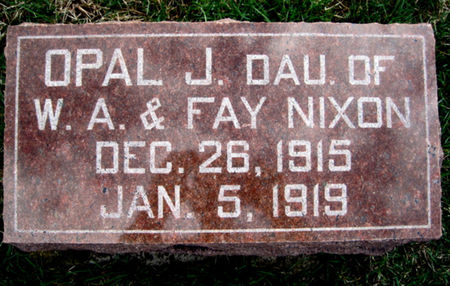 OPAL J. DAU. OF
W. A. & FAY NIXON
DEC. 26, 1915
JAN. 5, 1919